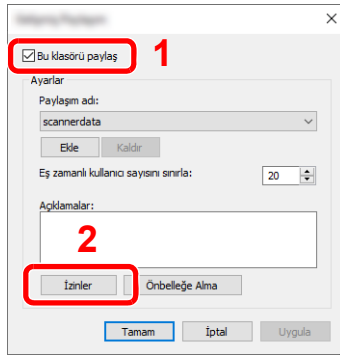 Bu klasörü paylaş
1
Ayarlar
Paylaşım adı:
scannerdata
Ekle Kaldır
Eş zamanlı kullanıcı sayısını sınırla: 20
Açıklamalar:
2
İzinler Önbelleğe Alma
Tamam İptal Uygula